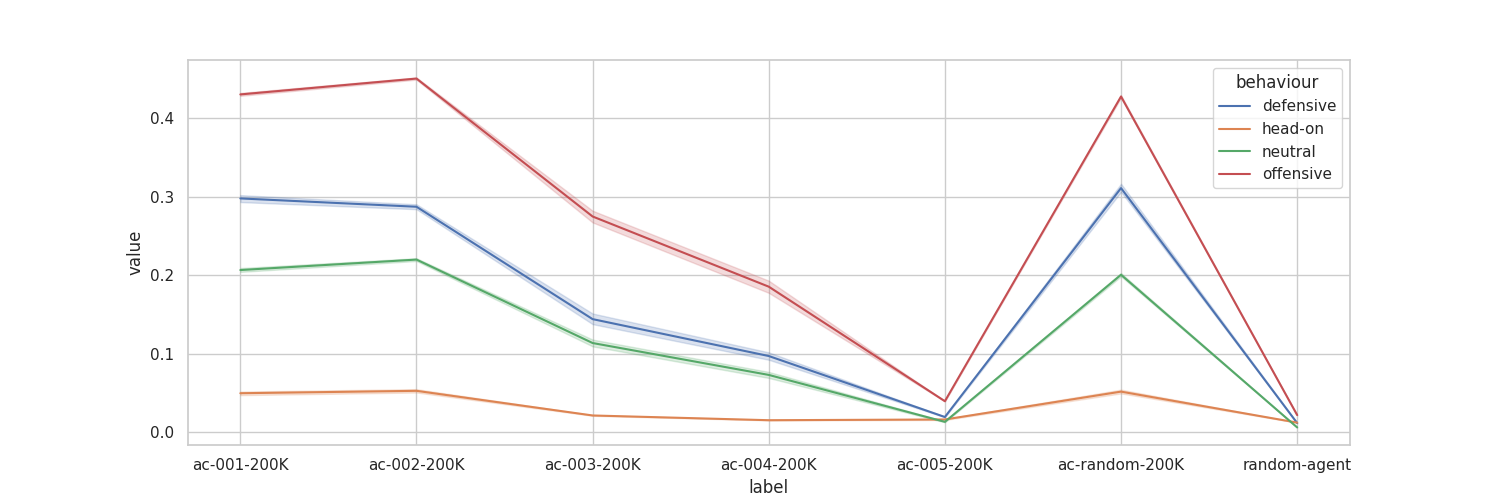 behaviour
defensive
head-on
neutral
offensive
value
0.4
0.3
0.2
0.1
0.0
ac-001-200K ac-002-200K ac-003-200K ac-004-200K ac-005-200K ac-random-200K random-agent
label